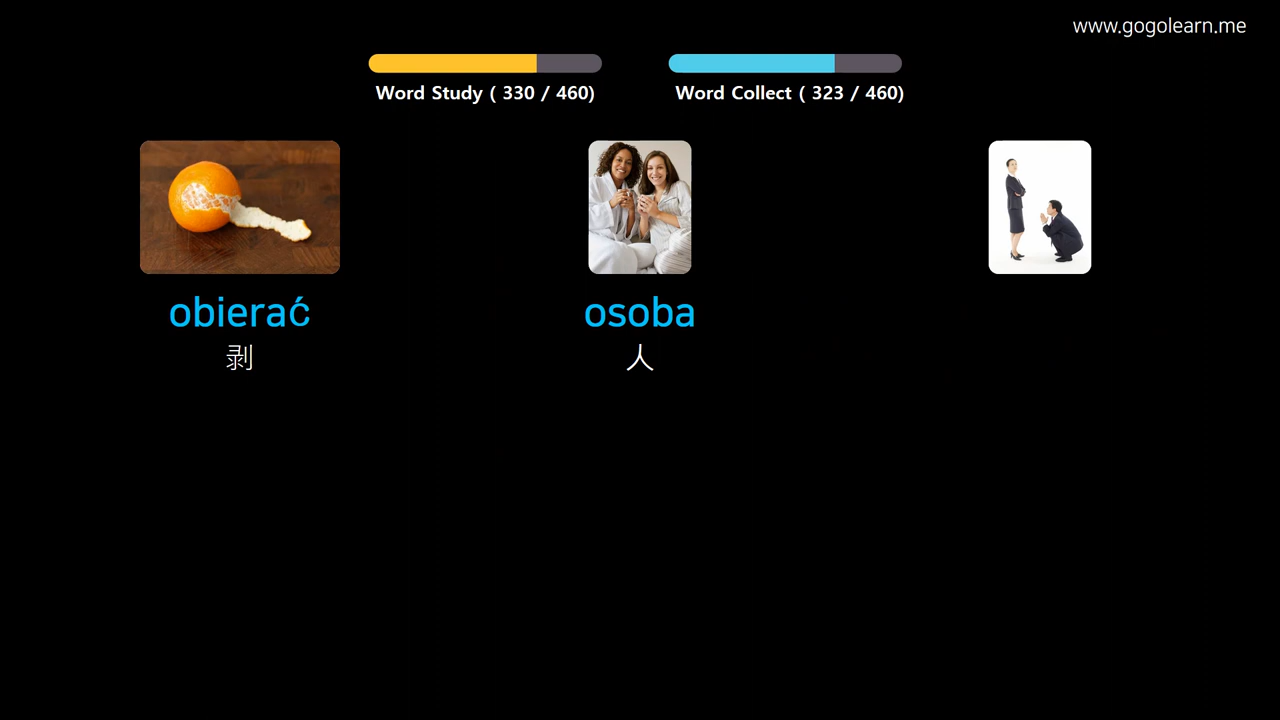 www.gogolearn.me
Word Study ( 330 / 460)
Word Collect ( 323 / 460)
obierać
osoba
剥
人